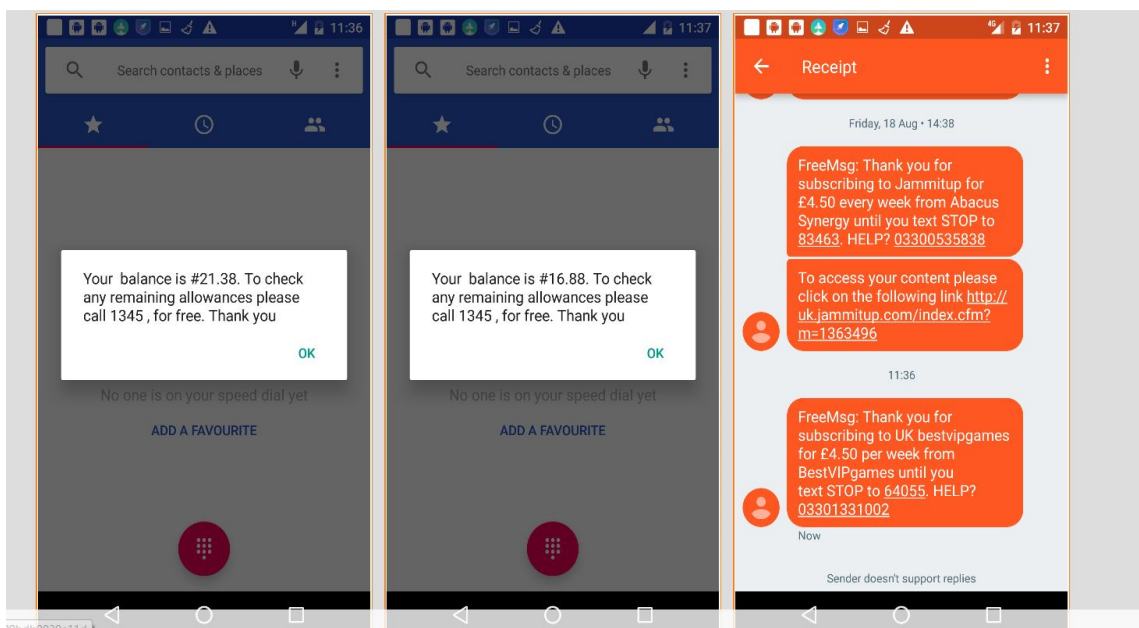 H 11:36
Search contacts & places
Your balance is #21.38. To check
any remaining allowances please
call 1345 , for free. Thank you
OK
No one is on your speed dial yet
ADD A FAVOURITE
11:37
Search contacts & places
Your balance is #16.88. To check
any remaining allowances please
call 1345 , for free. Thank you
OK
No one is on your speed dial yet
ADD A FAVOURITE
4G 11:37
Receipt
Friday, 18 Aug • 14:38
FreeMsg: Thank you for
subscribing to Jammitup for
£4.50 every week from Abacus
Synergy until you text STOP to
83463. HELP? 03300535838
To access your content please
click on the following link http://
uk.jammitup.com/index.cfm?
m=1363496
11:36
FreeMsg: Thank you for
subscribing to UK bestvipgames
for £4.50 per week from
BestVIPgames until you
text STOP to 64055. HELP?
03301331002
Now
Sender doesn't support replies